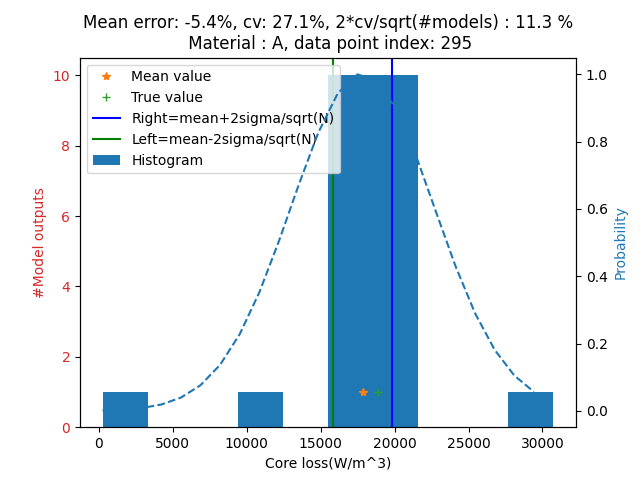 Mean error: -5.4%, cv: 27.1%, 2*cv/sqrt(#models) : 11.3 %
Material : A, data point index: 295
Mean value
True value
Right=mean+2sigma/sqrt(N)
Left=mean-2sigma/sqrt(N)
Histogram
#Model outputs
10
8
6
4
2
0
1.0
0.8
0.6
0.4
0.2
0.0
Probability
0 5000 10000 15000 20000 25000 30000
Core loss(W/m^3)